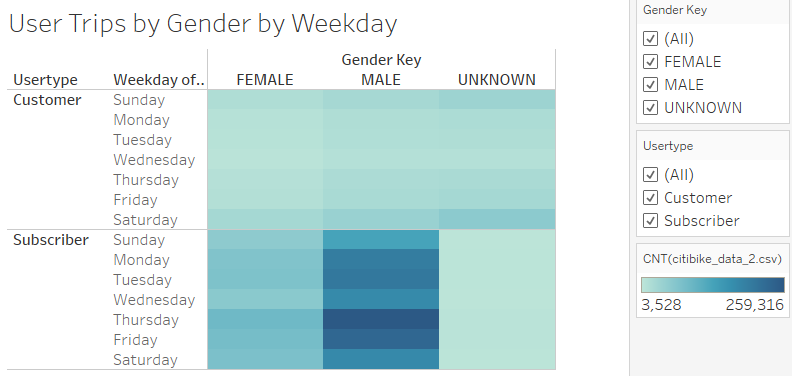 User Trips by Gender by Weekday
Gender Key
Usertype Weekday of.. FEMALE MALE UNKNOWN
Customer Sunday
Monday
Tuesday
Wednesday
Thursday
Friday
Saturday
Subscriber Sunday
Monday
Tuesday
Wednesday
Thursday
Friday
Saturday
Gender Key
(All)
FEMALE
MALE
UNKNOWN
Usertype
(All)
Customer
Subscriber
CNT(citibike_data_2.csv)
3,528 259,316